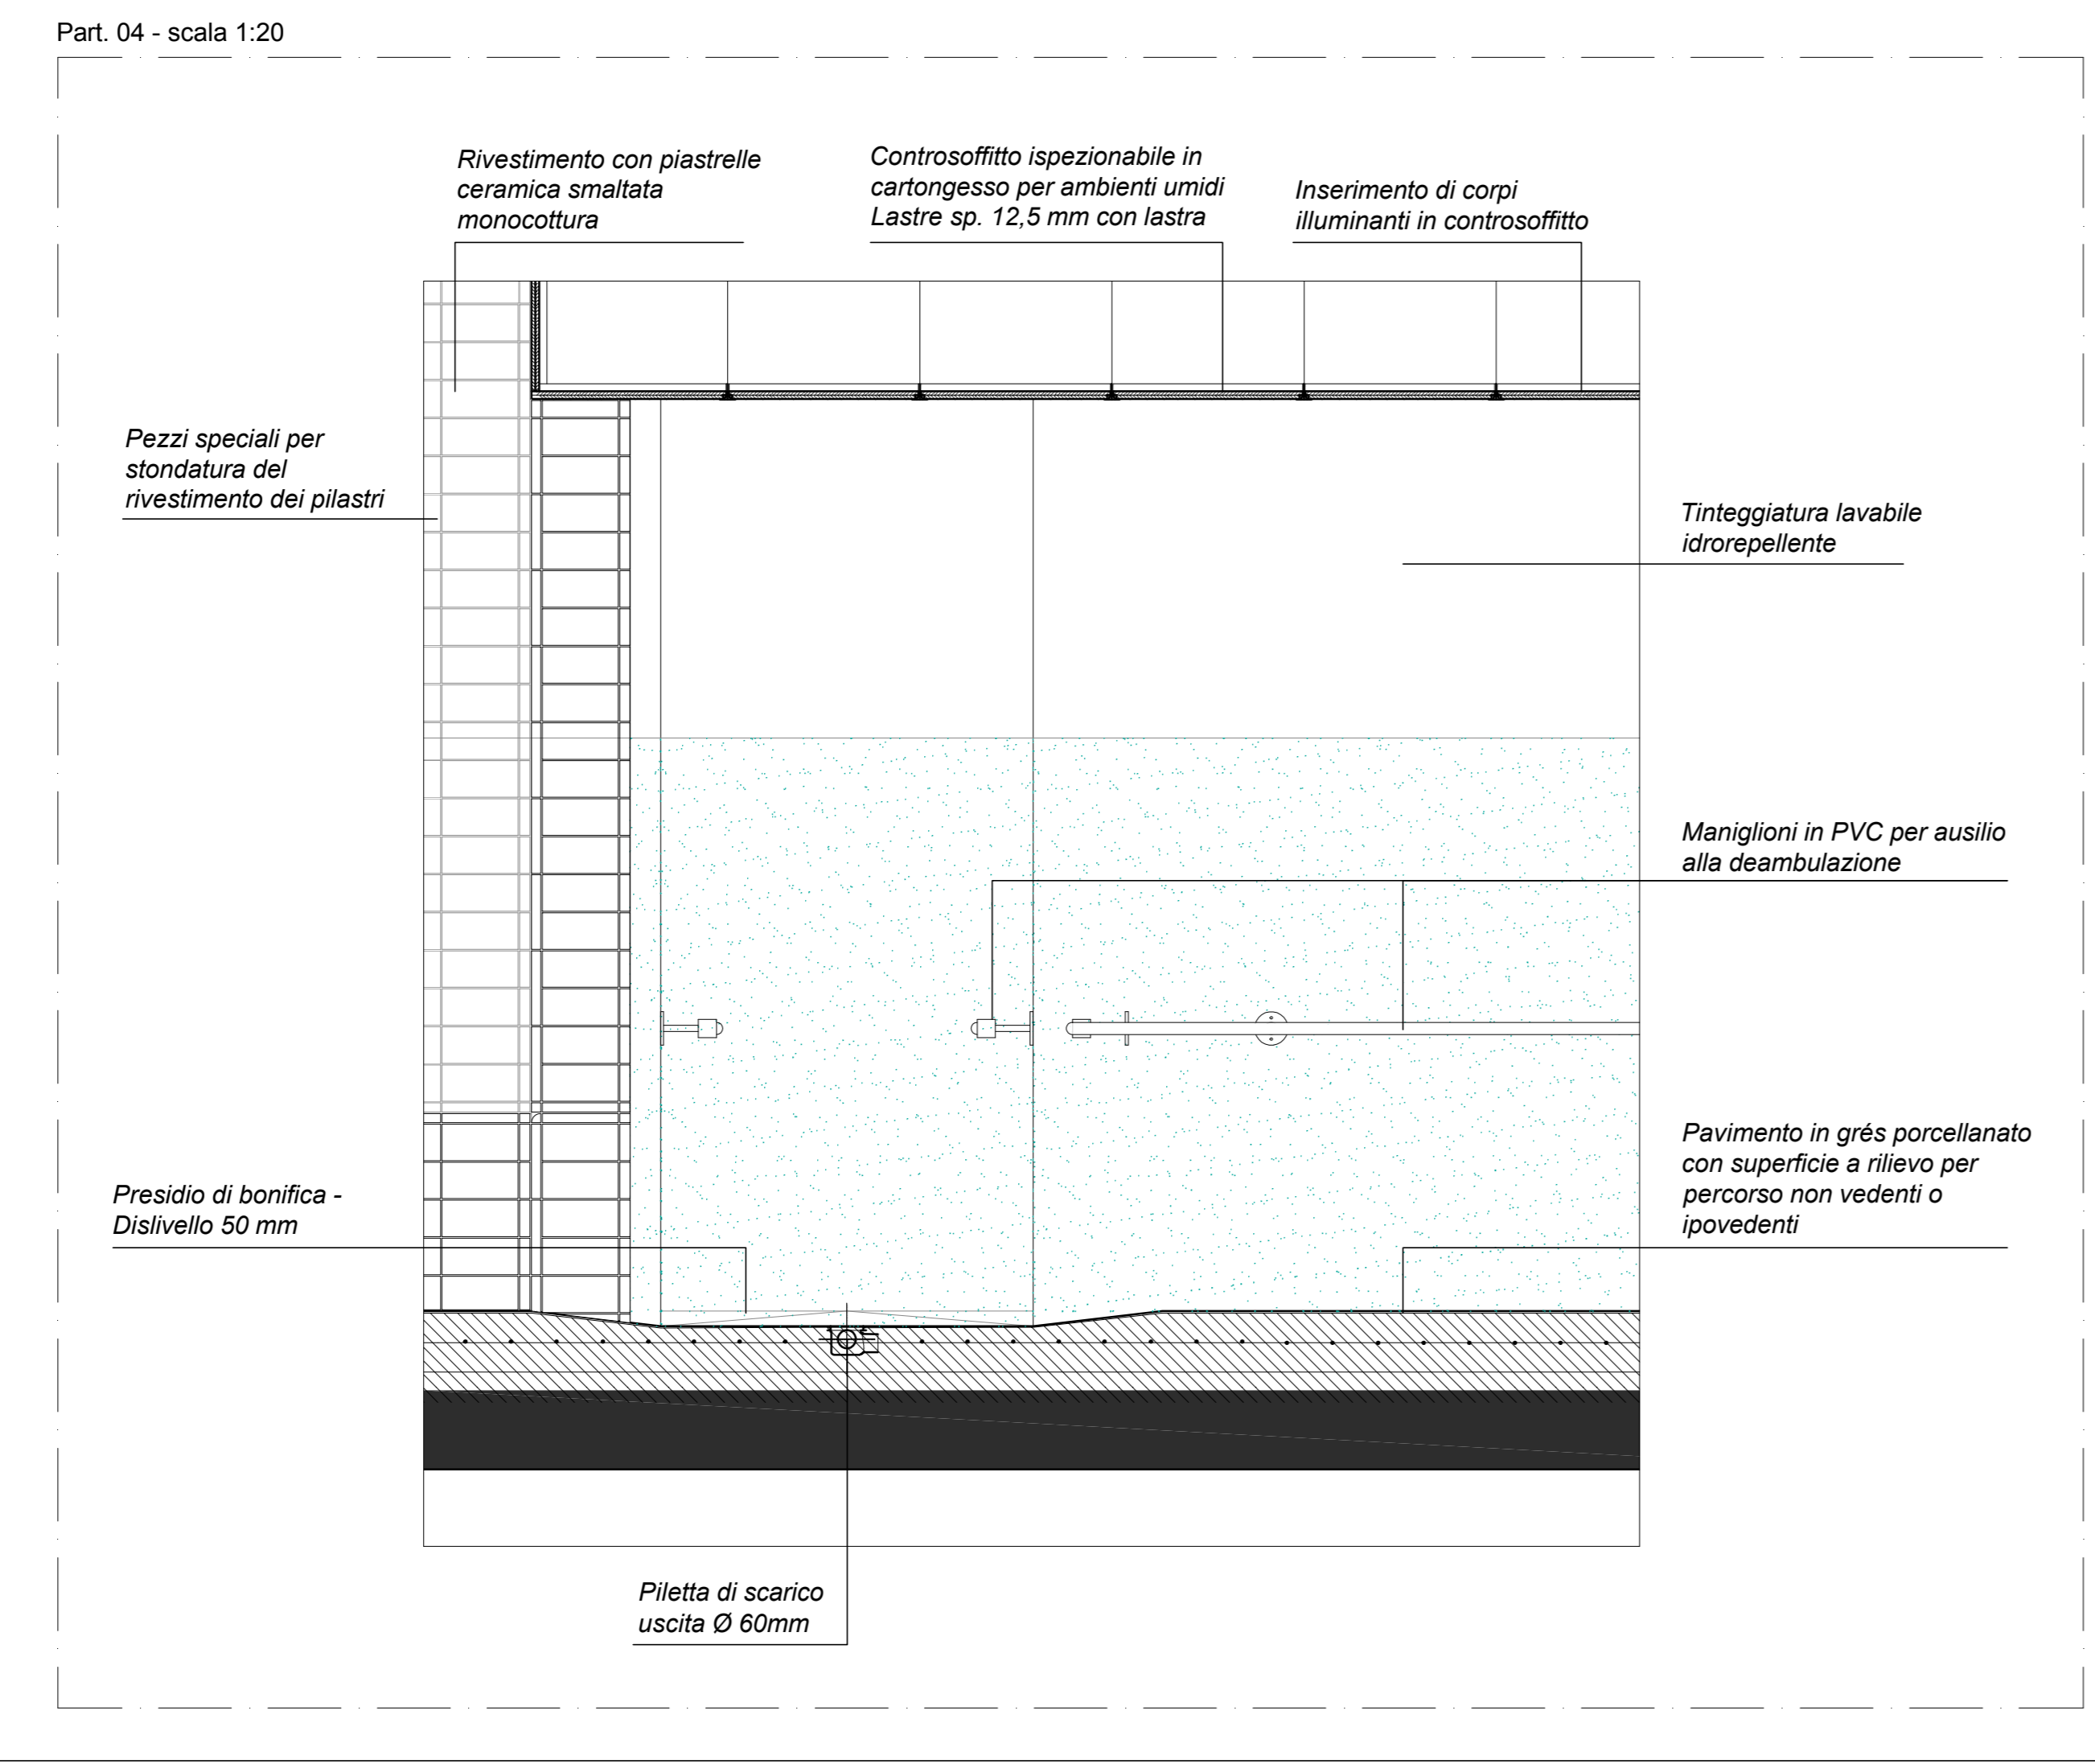 Part. 04 - scala 1:20
Rivestimento con piastrelle
ceramica smaltata
monocottura
Controsoffitto ispezionabile in
cartongesso per ambienti umidi
Lastre sp. 12,5 mm con lastra
Inserimento di corpi
illuminanti in controsoffitto
Pezzi speciali per
stondatura del
rivestimento dei pilastri
Tinteggiatura lavabile
idrorepellente
Maniglioni in PVC per ausilio
alla deambulazione
Pavimento in grés porcellanato
con superficie a rilievo per
percorso non vedenti o
ipovedenti
Presidio di bonifica -
Dislivello 50 mm
Piletta di scarico
uscita Ø 60mm